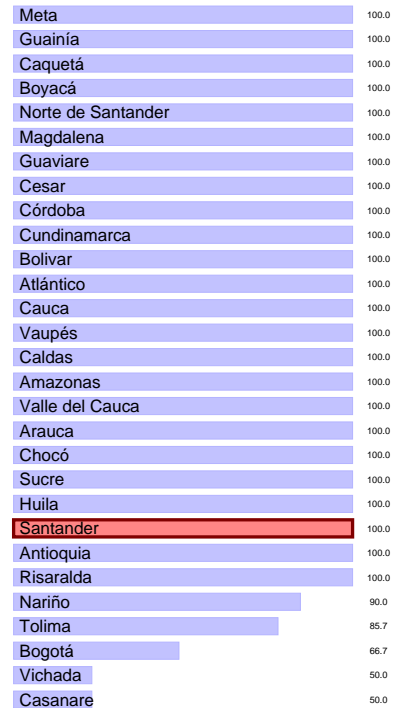 Meta 100.0
Guainía 100.0
Caquetá 100.0
Boyacá 100.0
Norte de Santander 100.0
Magdalena 100.0
Guaviare 100.0
Cesar 100.0
Córdoba 100.0
Cundinamarca 100.0
Bolivar 100.0
Atlántico 100.0
Cauca 100.0
Vaupés 100.0
Caldas 100.0
Amazonas 100.0
Valle del Cauca 100.0
Arauca 100.0
Chocó 100.0
Sucre 100.0
Huila 100.0
Santander 100.0
Antioquia 100.0
Risaralda 100.0
Nariño 90.0
Tolima 85.7
Bogotá 66.7
Vichada 50.0
Casanare 50.0